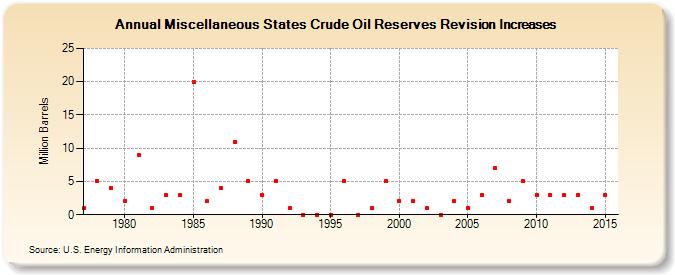 Annual Miscellaneous States Crude Oil Reserves Revision Increases
Million Barrels
25
20
15
10
5
0
1980 1985 1990 1995 2000 2005 2010 2015
Source: U.S. Energy Information Administration